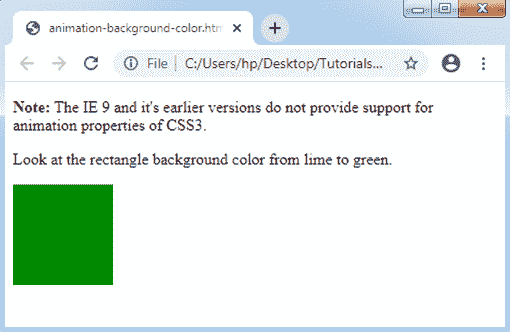 animation-background-color.htm
File | C:/Users/hp/Desktop/Tutorials...
Note: The IE 9 and it's earlier versions do not provide support for
animation properties of CSS3.
Look at the rectangle background color from lime to green.